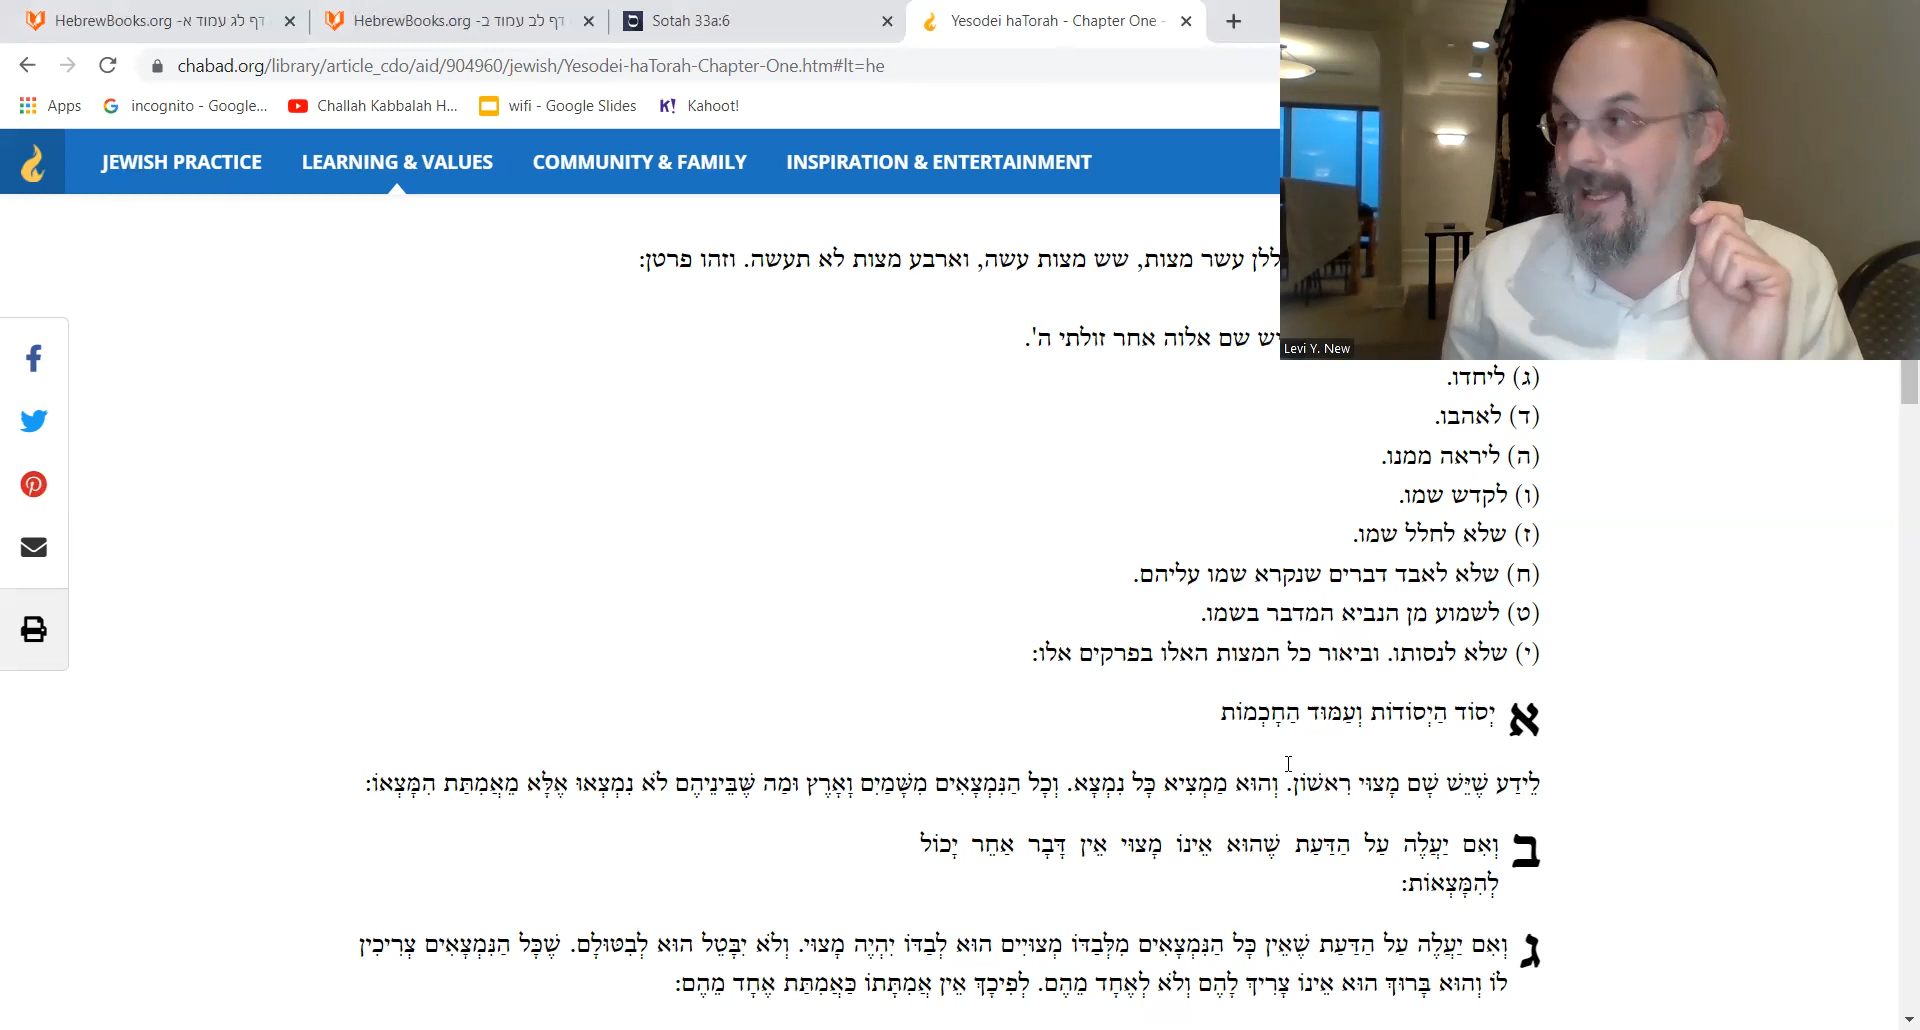 דף לג עמוד א- HebrewBooks.org
דף לב עמוד ב- HebrewBooks.org
Sotah 33a:6
Yesodei haTorah - Chapter One -
chabad.org/library/article_cdo/aid/904960/jewish/Yesodei-haTorah-Chapter-One.htm#lt=he
Apps
incognito - Google...
Challah Kabbalah H...
wifi - Google Slides
K! Kahoot!
JEWISH PRACTICE
LEARNING & VALUES
COMMUNITY & FAMILY
INSPIRATION & ENTERTAINMENT
Levi Y. New
עשר מצות, שש מצות עשה, וארבע מצות לא תעשה. וזהו פרטן:
שם אלוה אחר זולתי ה'.
(ג) ליחדו.
(ד) לאהבו.
(ה) ליראה ממנו.
(ו) לקדש שמו.
(ז) שלא לחלל שמו.
(ח) שלא לאבד דברים שנקרא שמו עליהם.
(ט) לשמוע מן הנביא המדבר בשמו.
(י) שלא לנסותו. וביאור כל המצות האלו בפרקים אלו:
א יְסוֹד הַיְסוֹדוֹת וְעַמּוּד הַחָכְמוֹת
לֵידַע שֶׁיֵּשׁ שָׁם מָצוּי רִאשׁוֹן. וְהוּא מַמְצִיא כָּל נִמְצָא. וְכָל הַנִּמְצָאִים מִשָּׁמַיִם וָאָרֶץ וּמַה שֶּׁבֵּינֵיהֶם לֹא נִמְצְאוּ אֶלָּא מֵאֲמִתַּת הִמָּצְאוֹ:
ב וְאִם יַעֲלֶה עַל הַדַּעַת שֶׁהוּא אֵינוֹ מָצוּי אֵין דָּבָר אַחֵר יָכוֹל
לְהִמָּצְאוֹת:
ג וְאִם יַעֲלֶה עַל הַדַּעַת שֶׁאֵין כָּל הַנִּמְצָאִים מִלְּבַדּוֹ מְצוּיִים הוּא לְבַדּוֹ יִהְיֶה מָצוּי. וְלֹא יִבָּטֵל הוּא לְבִטּוּלָם. שֶׁכָּל הַנִּמְצָאִים צְרִיכִין
לוֹ וְהוּא בָּרוּךְ הוּא אֵינוֹ צָרִיךְ לָהֶם וְלֹא לְאֶחָד מֵהֶם. לְפִיכָךְ אֵין אֲמִתָּתוֹ כַּאֲמִתַּת אֶחָד מֵהֶם: